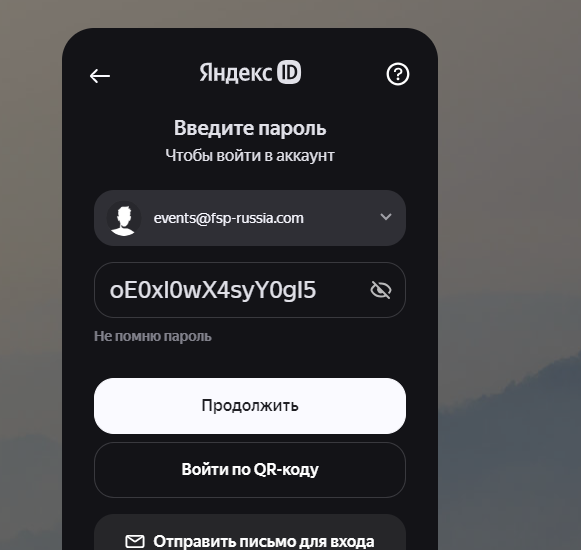 Яндекс ID
Введите пароль
Чтобы войти в аккаунт
events@fsp-russia.com
oE0xI0wX4syY0gI5
Не помню пароль
Продолжить
Войти по QR-коду
Отправить письмо для входа